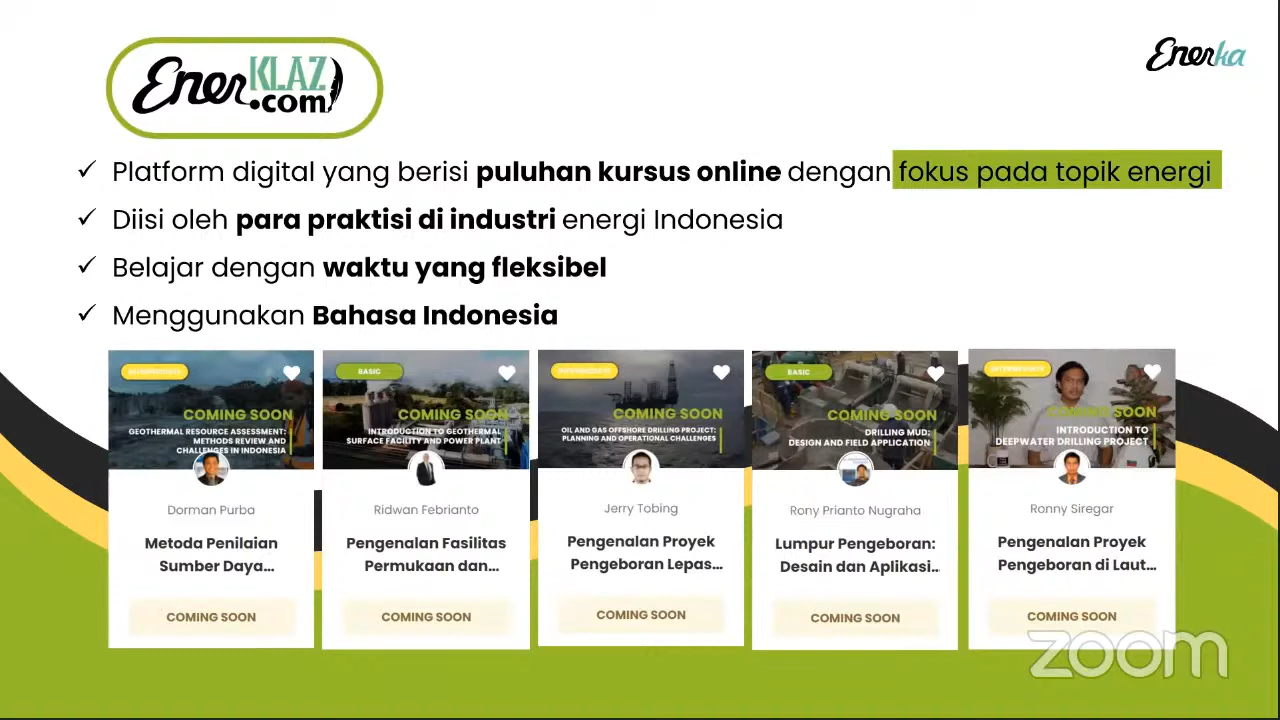 EnerKLAZ
.com
Enerka
Platform digital yang berisi puluhan kursus online dengan fokus pada topik energi
Diisi oleh para praktisi di industri energi Indonesia
Belajar dengan waktu yang fleksibel
Menggunakan Bahasa Indonesia
INTERMEDIATE
COMING SOON
GEOTHERMAL RESOURCE ASSESSMENT:
METHODS REVIEW AND
CHALLENGES IN INDONESIA
Dorman Purba
Metoda Penilaian
Sumber Daya...
COMING SOON
BASIC
COMING SOON
INTRODUCTION TO GEOTHERMAL
SURFACE FACILITY AND POWER PLANT
Ridwan Febrianto
Pengenalan Fasilitas
Permukaan dan...
COMING SOON
INTERMEDIATE
COMING SOON
OIL AND GAS OFFSHORE DRILLING PROJECT:
PLANNING AND OPERATIONAL CHALLENGES
Jerry Tobing
Pengenalan Proyek
Pengeboran Lepas...
COMING SOON
BASIC
COMING SOON
DRILLING MUD:
DESIGN AND FIELD APPLICATION
Rony Prianto Nugraha
Lumpur Pengeboran:
Desain dan Aplikasi...
COMING SOON
INTERMEDIATE
COMING SOON
INTRODUCTION TO
DEEPWATER DRILLING PROJECT
Ronny Siregar
Pengenalan Proyek
Pengeboran di Laut...
COMING SOON
zoom